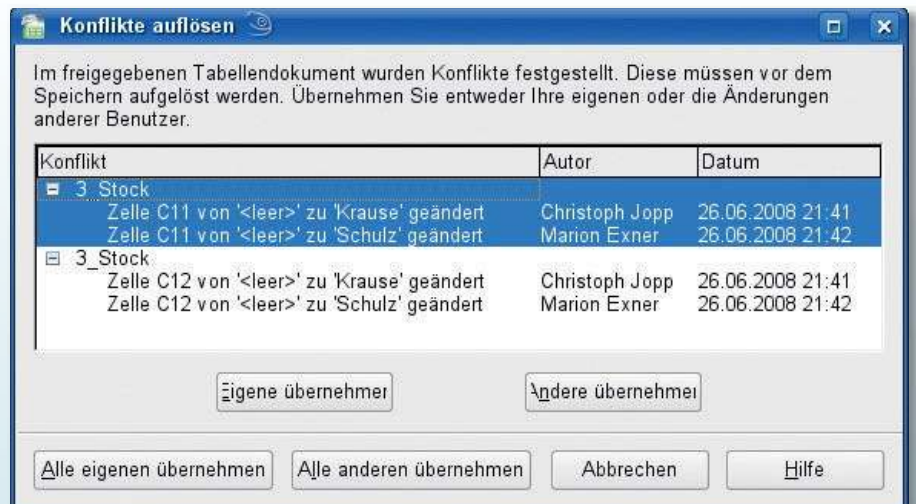 Konflikte auflösen
Im freigegebenen Tabellendokument wurden Konflikte festgestellt. Diese müssen vor dem
Speichern aufgelöst werden. Übernehmen Sie entweder Ihre eigenen oder die Änderungen
anderer Benutzer.
Konflikt Autor Datum
3_Stock
Zelle C11 von '<leer>' zu 'Krause' geändert Christoph Jopp 26.06.2008 21:41
Zelle C11 von '<leer>' zu 'Schulz' geändert Marion Exner 26.06.2008 21:42
3_Stock
Zelle C12 von '<leer>' zu 'Krause' geändert Christoph Jopp 26.06.2008 21:41
Zelle C12 von '<leer>' zu 'Schulz' geändert Marion Exner 26.06.2008 21:42
Eigene übernehmen Andere übernehmen
Alle eigenen übernehmen Alle anderen übernehmen Abbrechen Hilfe